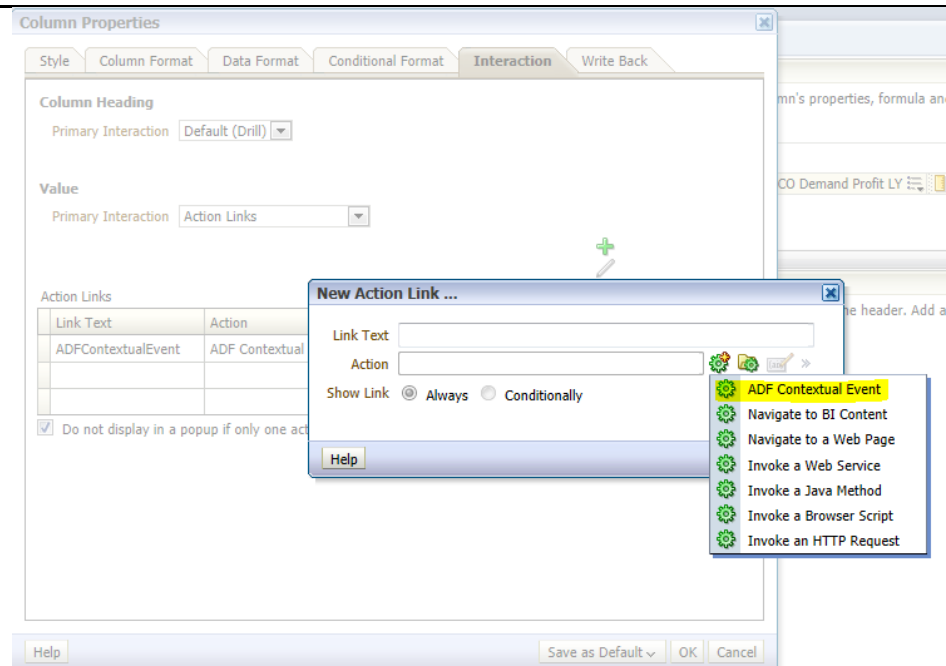 Column Properties
Style Column Format Data Format Conditional Format Interaction Write Back
Column Heading
mn's properties, formula an
Primary Interaction Default (Drill)
Value
CO Demand Profit LY
Primary Interaction Action Links
Action Links
New Action Link ...
he header. Add a
Link Text Action
Link Text
ADFContextualEvent ADF Contextual
Action
ADF Contextual Event
Show Link Always Conditionally
Navigate to BI Content
Do not display in a popup if only one act
Navigate to a Web Page
Help
Invoke a Web Service
Invoke a Java Method
Invoke a Browser Script
Invoke an HTTP Request
Help Save as Default OK Cancel